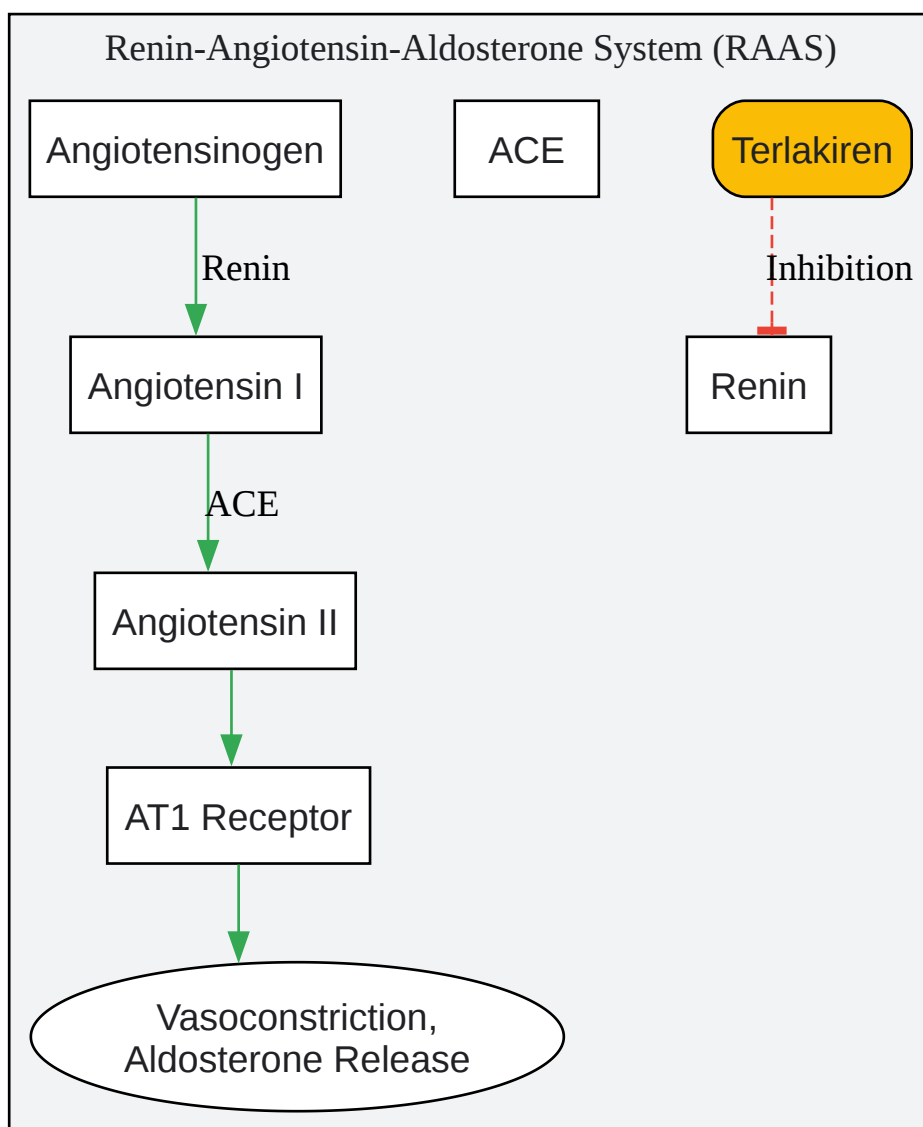 Renin-Angiotensin-Aldosterone System (RAAS)
Angiotensinogen
ACE
Terlakiren
Renin
Inhibition
Angiotensin I
Renin
ACE
Angiotensin II
AT1 Receptor
Vasoconstriction,
Aldosterone Release